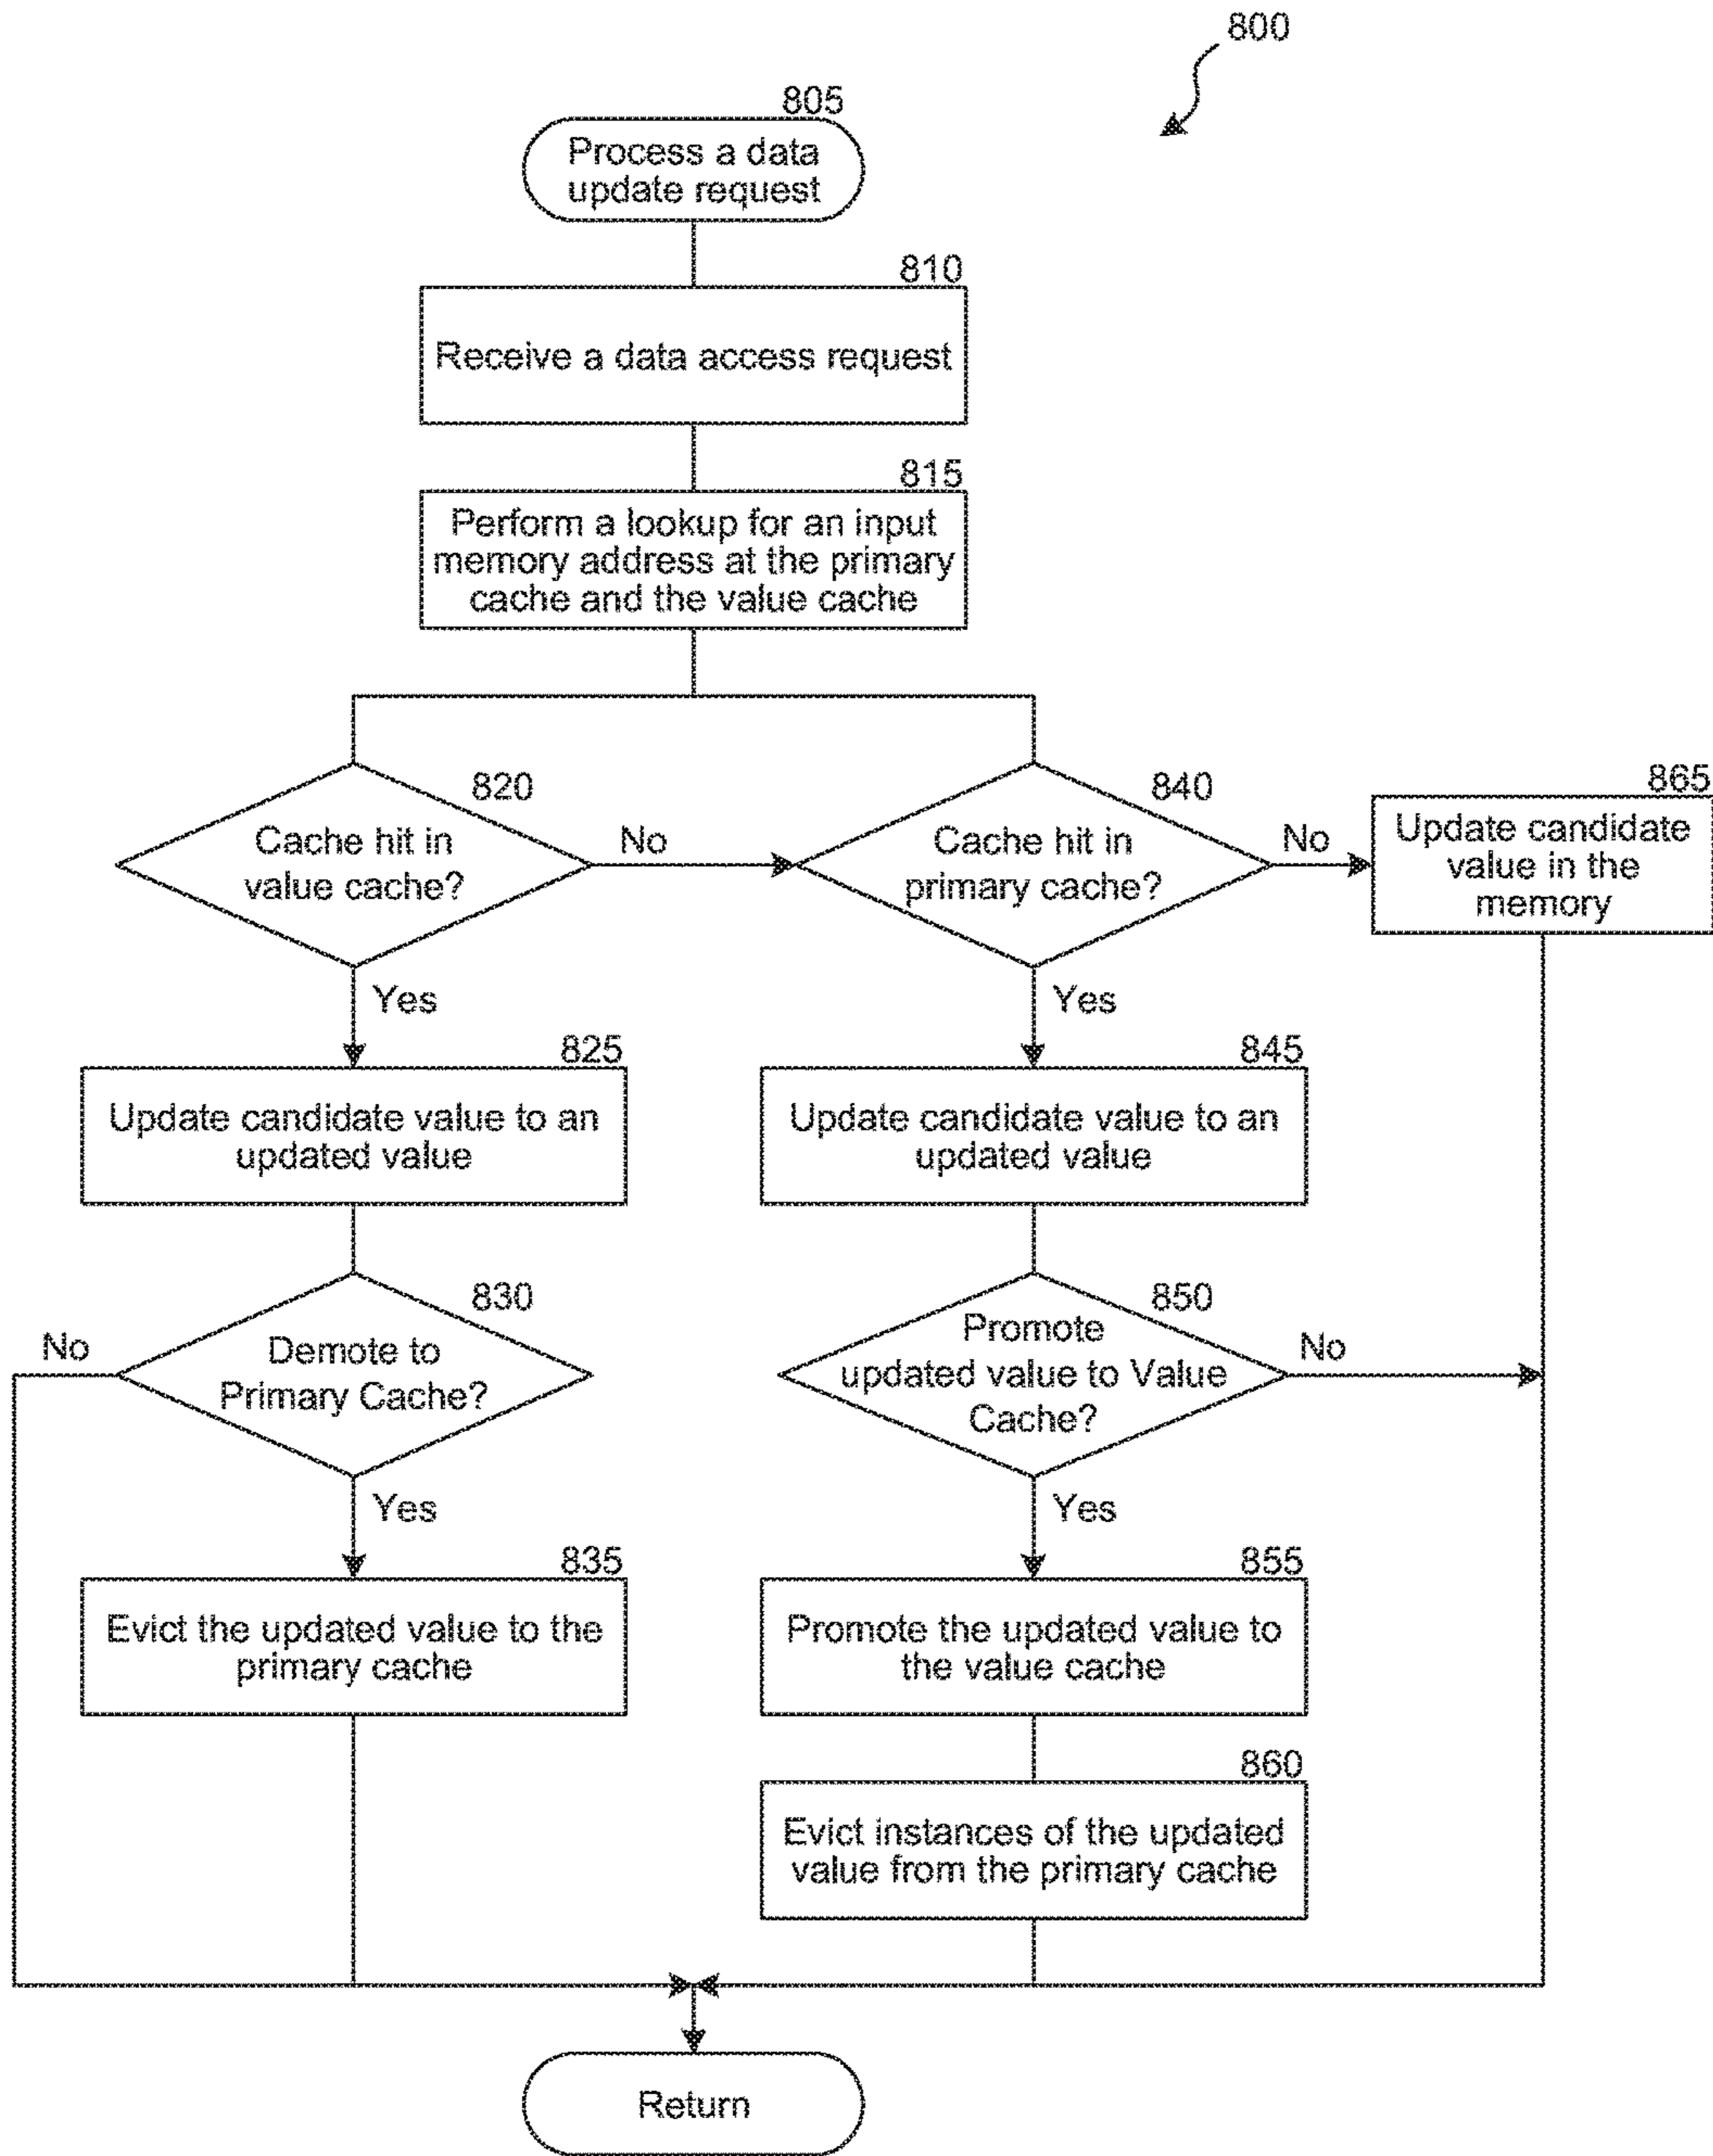 800
805
Process a data
update request
810
Receive a data access request
815
Perform a lookup for an input
memory address at the primary
cache and the value cache
820
Cache hit in
value cache?
No
840
Cache hit in
primary cache?
No
865
Update candidate
value in the
memory
Yes
Yes
825
Update candidate value to an
updated value
845
Update candidate value to an
updated value
830
Demote to
Primary Cache?
No
850
Promote
updated value to Value
Cache?
No
Yes
Yes
835
Evict the updated value to the
primary cache
855
Promote the updated value to
the value cache
860
Evict instances of the updated
value from the primary cache
Return